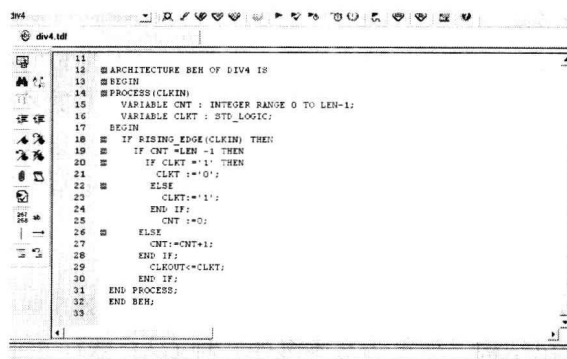 div4
div4.tdf
11
12 ARCHITECTURE BEH OF DIV4 IS
13 BEGIN
14 PROCESS(CLKIN)
15 VARIABLE CNT : INTEGER RANGE 0 TO LEN-1;
16 VARIABLE CLKT : STD_LOGIC;
17 BEGIN
18 IF RISING_EDGE(CLKIN) THEN
19 IF CNT =LEN -1 THEN
20 IF CLKT ='1' THEN
21 CLKT :='0';
22 ELSE
23 CLKT:='1';
24 END IF;
25 CNT :=0;
26 ELSE
27 CNT:=CNT+1;
28 END IF;
29 CLKOUT<=CLKT;
30 END IF;
31 END PROCESS;
32 END BEH;
33
267
268 ab